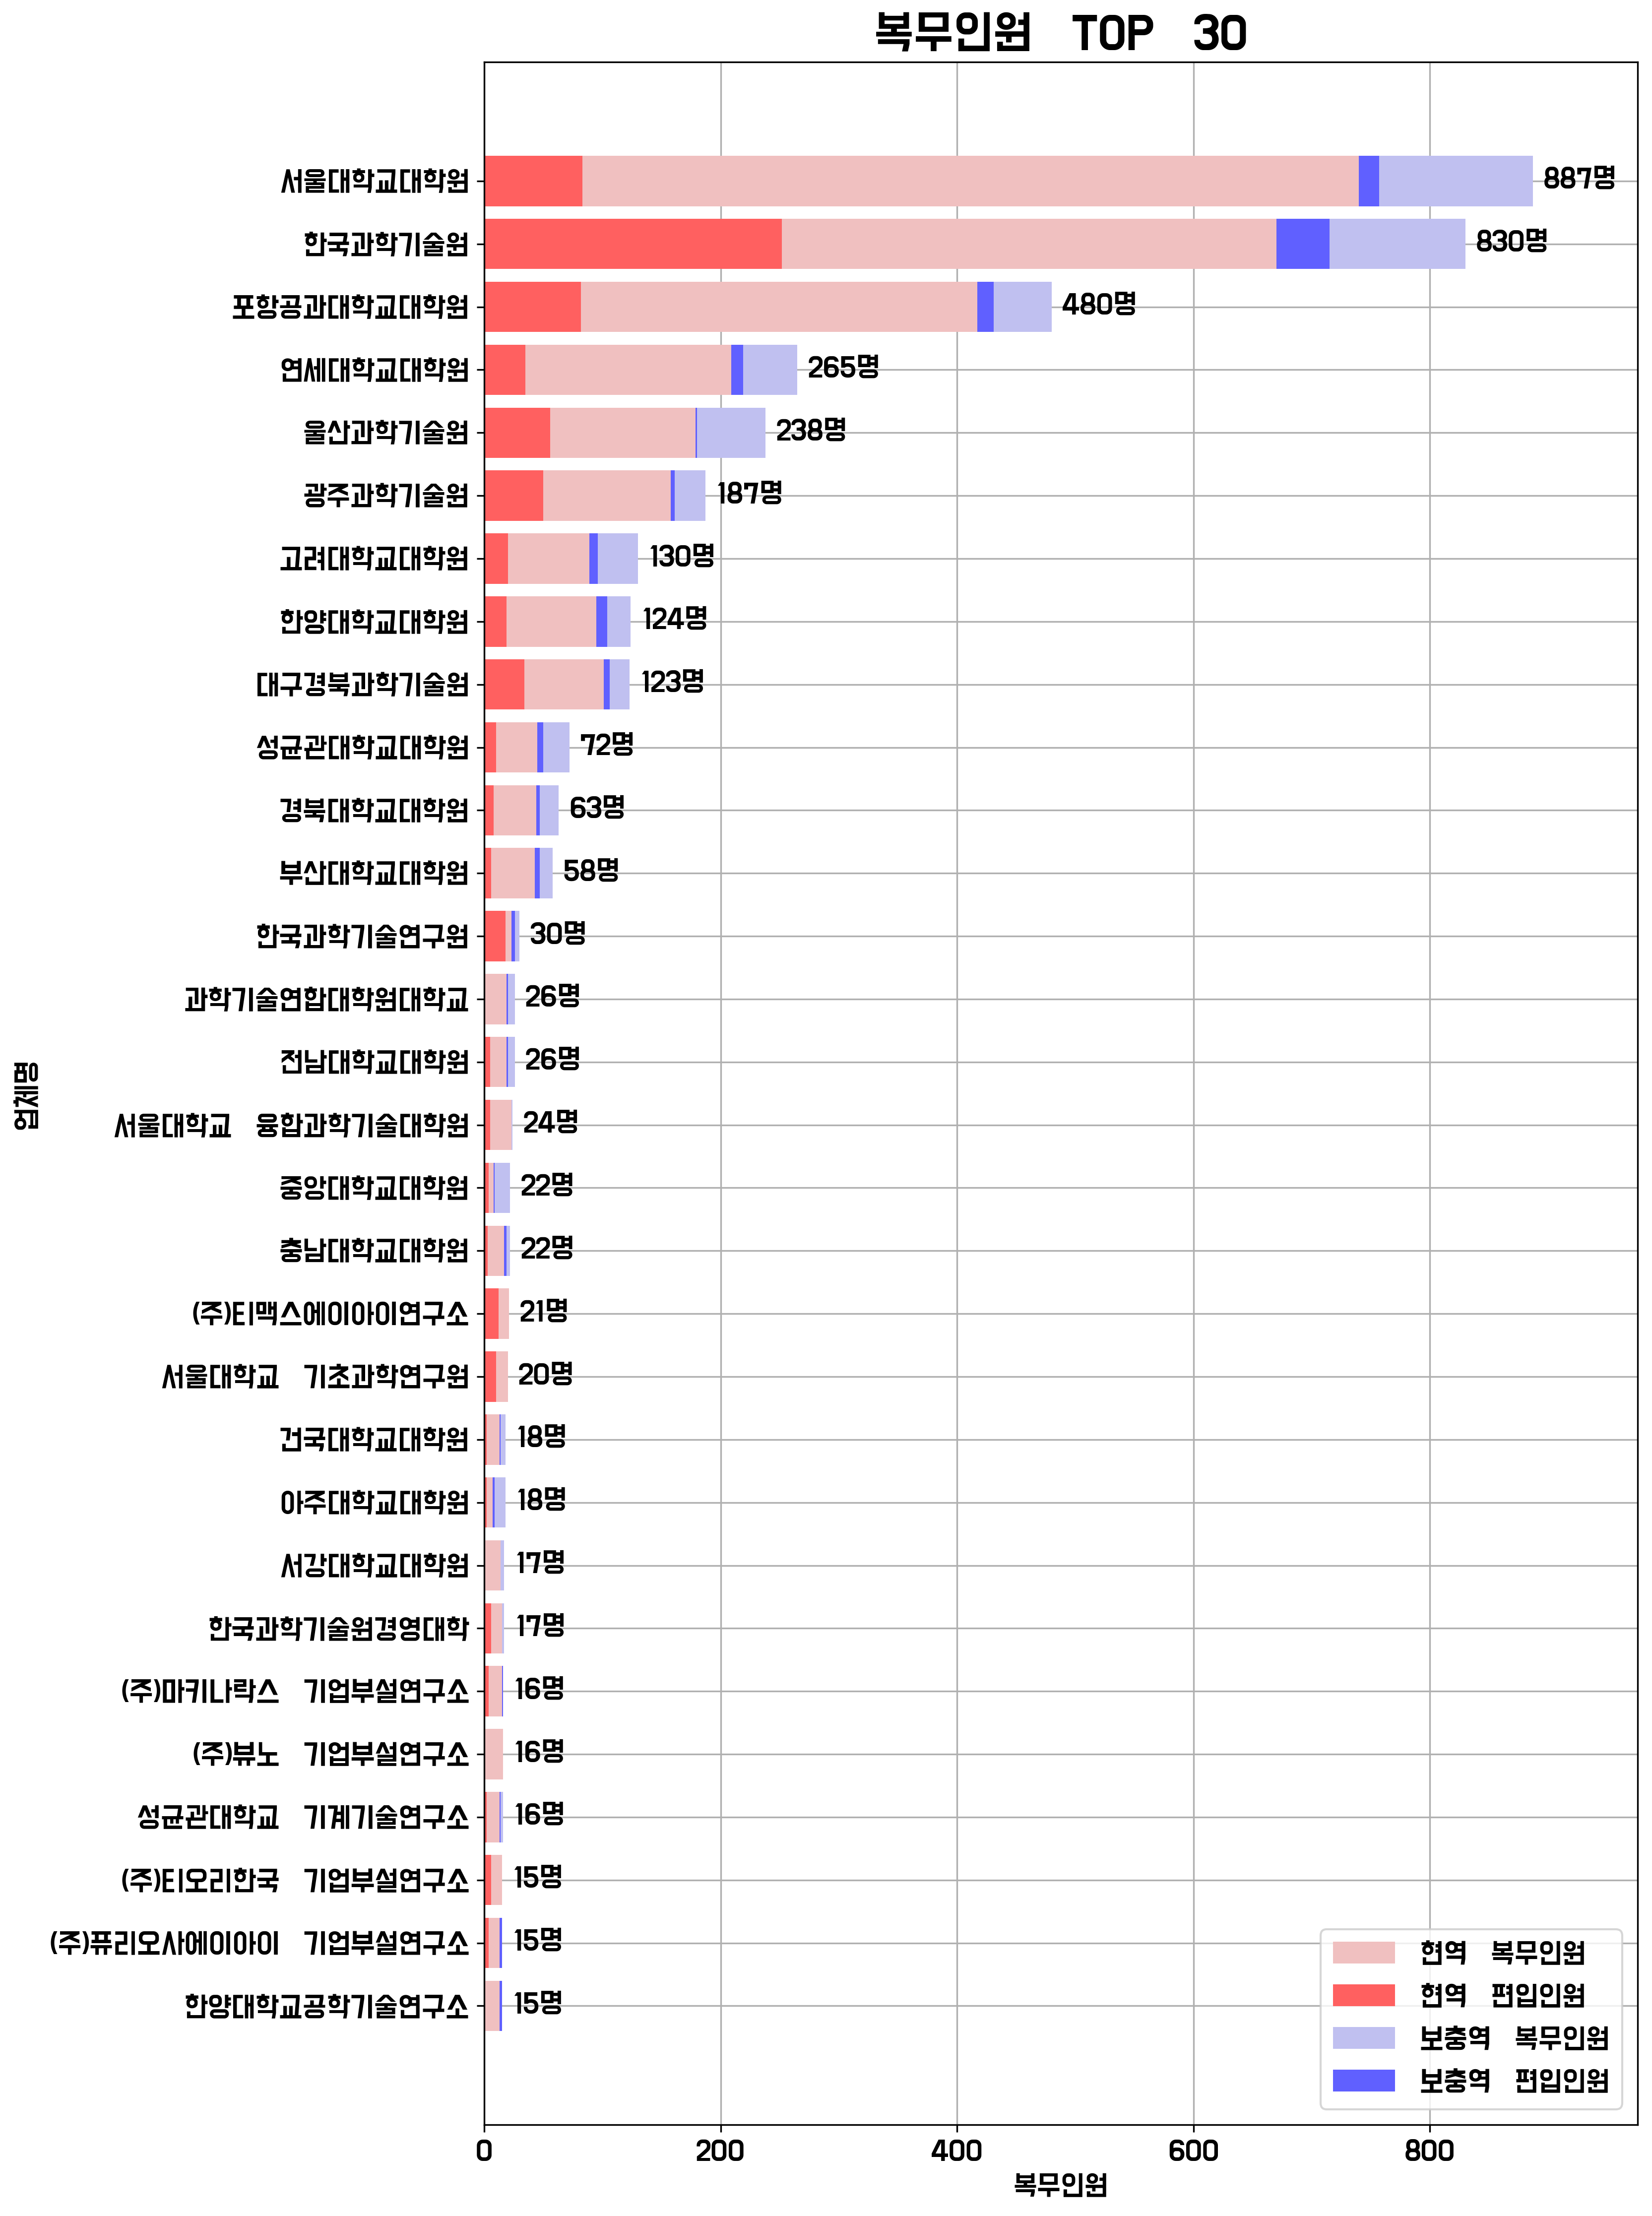 복무인원 TOP 30
서울대학교대학원 887명
한국과학기술원 830명
포항공과대학교대학원 480명
연세대학교대학원 265명
울산과학기술원 238명
광주과학기술원 187명
고려대학교대학원 130명
한양대학교대학원 124명
대구경북과학기술원 123명
성균관대학교대학원 72명
경북대학교대학원 63명
부산대학교대학원 58명
한국과학기술연구원 30명
과학기술연합대학원대학교 26명
전남대학교대학원 26명
서울대학교 융합과학기술대학원 24명
중앙대학교대학원 22명
충남대학교대학원 22명
(주)티맥스에이아이연구소 21명
서울대학교 기초과학연구원 20명
건국대학교대학원 18명
아주대학교대학원 18명
서강대학교대학원 17명
한국과학기술원경영대학 17명
(주)마키나락스 기업부설연구소 16명
(주)뷰노 기업부설연구소 16명
성균관대학교 기계기술연구소 16명
(주)티오리한국 기업부설연구소 15명
(주)퓨리오사에이아이 기업부설연구소 15명
한양대학교공학기술연구소 15명
업체명
현역 복무인원
현역 편입인원
보충역 복무인원
보충역 편입인원
0 200 400 600 800
복무인원